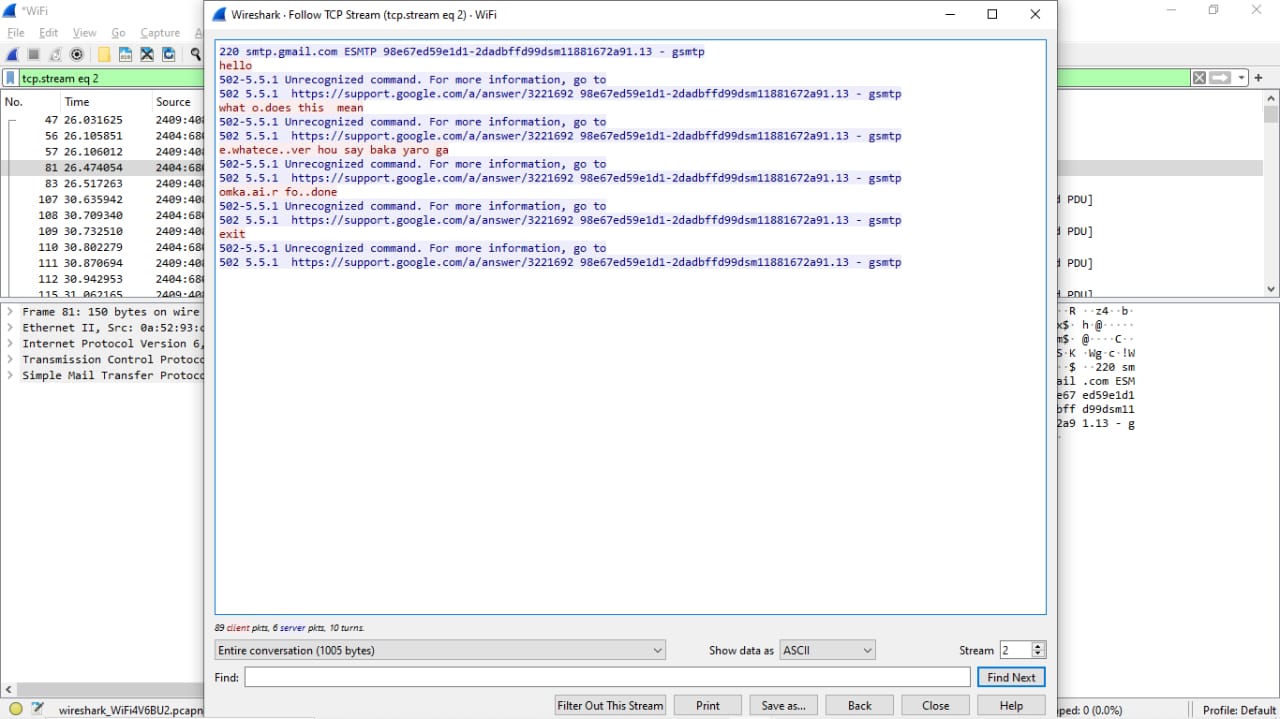 *WiFi
File Edit View Go Capture A
tcp.stream eq 2
No. Time Source
47 26.031625 2409:408
56 26.105851 2404:680
57 26.106012 2409:408
81 26.474054 2404:680
83 26.517263 2409:408
107 30.635942 2409:408
108 30.709340 2404:680
109 30.732510 2409:408
110 30.802279 2404:680
111 30.870694 2409:408
112 30.942953 2404:680
115 31.062165 2409:408
d PDU]
d PDU]
d PDU]
d PDU]
Frame 81: 150 bytes on wire
Ethernet II, Src: 0a:52:93:c
Internet Protocol Version 6,
Transmission Control Protoco
Simple Mail Transfer Protoco
Wireshark · Follow TCP Stream (tcp.stream eq 2) · WiFi
220 smtp.gmail.com ESMTP 98e67ed59e1d1-2dadbffd99dsm11881672a91.13 - gsmtp
hello
502-5.5.1 Unrecognized command. For more information, go to
502 5.5.1  https://support.google.com/a/answer/3221692 98e67ed59e1d1-2dadbffd99dsm11881672a91.13 - gsmtp
what o.does this  mean
502-5.5.1 Unrecognized command. For more information, go to
502 5.5.1  https://support.google.com/a/answer/3221692 98e67ed59e1d1-2dadbffd99dsm11881672a91.13 - gsmtp
e.whatece..ver hou say baka yaro ga
502-5.5.1 Unrecognized command. For more information, go to
502 5.5.1  https://support.google.com/a/answer/3221692 98e67ed59e1d1-2dadbffd99dsm11881672a91.13 - gsmtp
omka.ai.r fo..done
502-5.5.1 Unrecognized command. For more information, go to
502 5.5.1  https://support.google.com/a/answer/3221692 98e67ed59e1d1-2dadbffd99dsm11881672a91.13 - gsmtp
exit
502-5.5.1 Unrecognized command. For more information, go to
502 5.5.1  https://support.google.com/a/answer/3221692 98e67ed59e1d1-2dadbffd99dsm11881672a91.13 - gsmtp
89 client pkts, 6 server pkts, 10 turns.
Entire conversation (1005 bytes) Show data as ASCII Stream 2
Find: Find Next
Filter Out This Stream Print Save as... Back Close Help
··R ··z4··b·
x$· h·@·····
m$· @····C··
S·K ·Wg·c·!W
··$ ··220 sm
ail .com ESM
e67 ed59e1d1
bff d99dsm11
2a9 1.13 - g
wireshark_WiFi4V6BU2.pcapn
ped: 0 (0.0%) Profile: Default